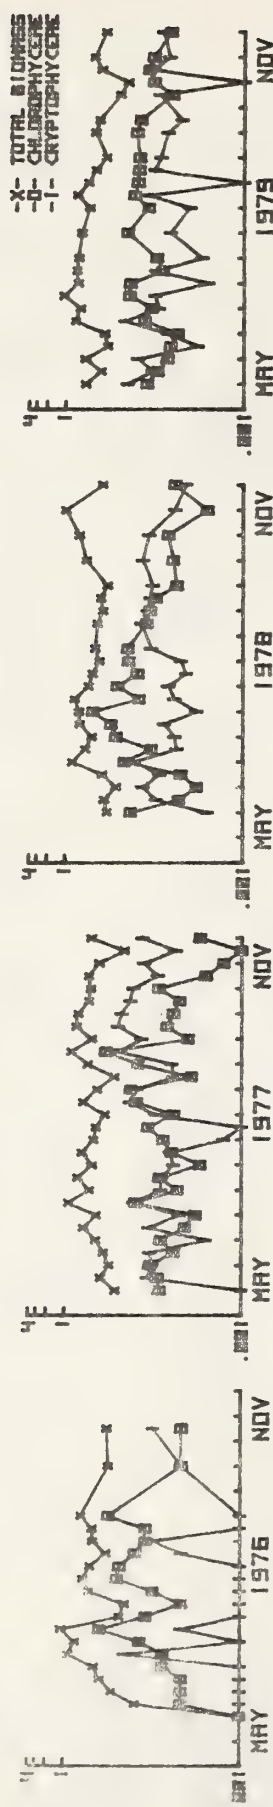 -X- TOTAL BIOMASS
-O- CHLOROPHYCEAE
-I- CRYPTOPHYCEAE
4
1
.001
MAY
1976
NOV
4
1
.001
MAY
1977
NOV
4
1
.001
MAY
1978
NOV
4
1
.001
MAY
1979
NOV